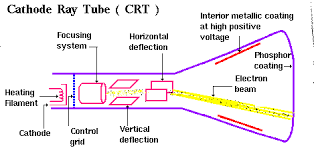 Cathode Ray Tube ( CRT )
Interior metallic coating
at high positive
voltage
Focusing
system
Horizontal
deflection
Phosphor
coating
Electron
beam
Heating
Filament
Cathode
Control
grid
Vertical
deflection